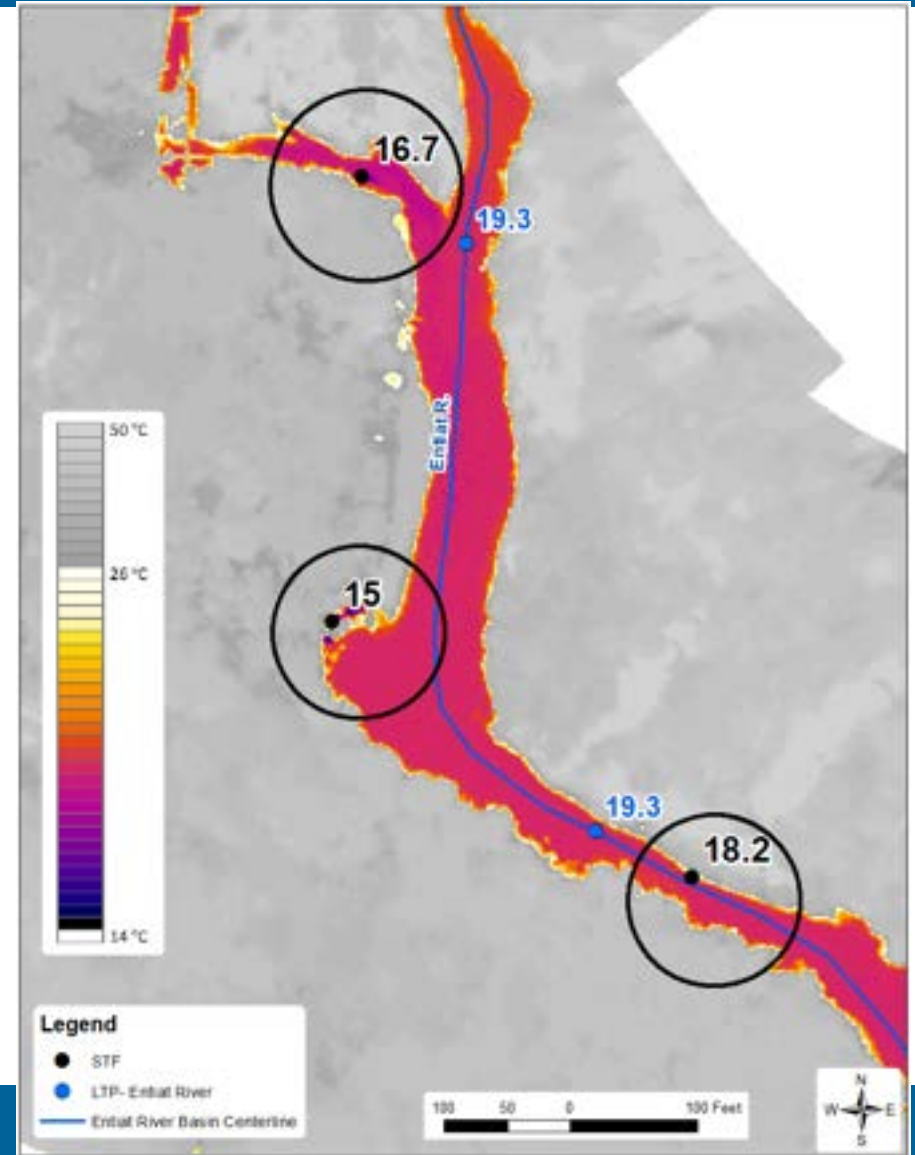 16.7
19.3
Entiat R.
50 °C
26 °C
15
19.3
18.2
14 °C
Legend
STF
LTP- Entiat River
Entiat River Basin Centerline
100 50 0 100 Feet
N
W E
S